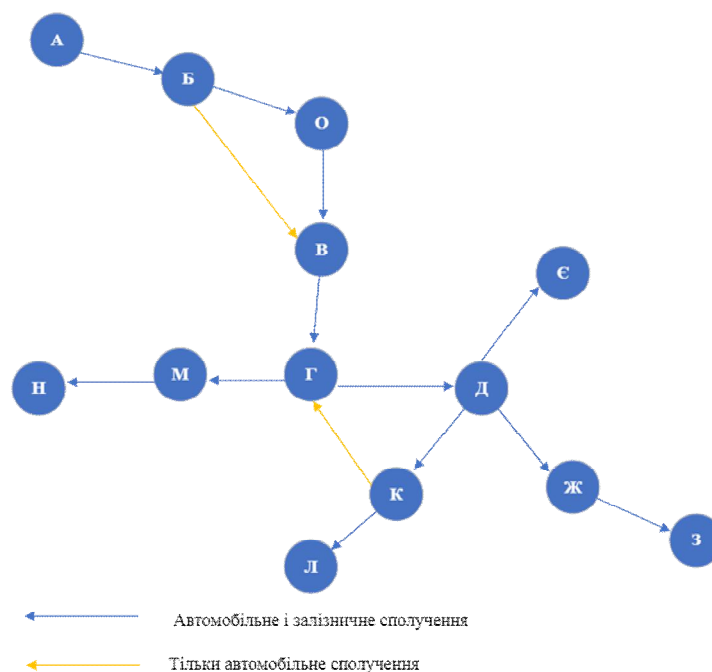 А
Б
О
В
Є
Н
М
Г
Д
К
Ж
Л
З
Автомобільне і залізничне сполучення
Тільки автомобільне сполучення